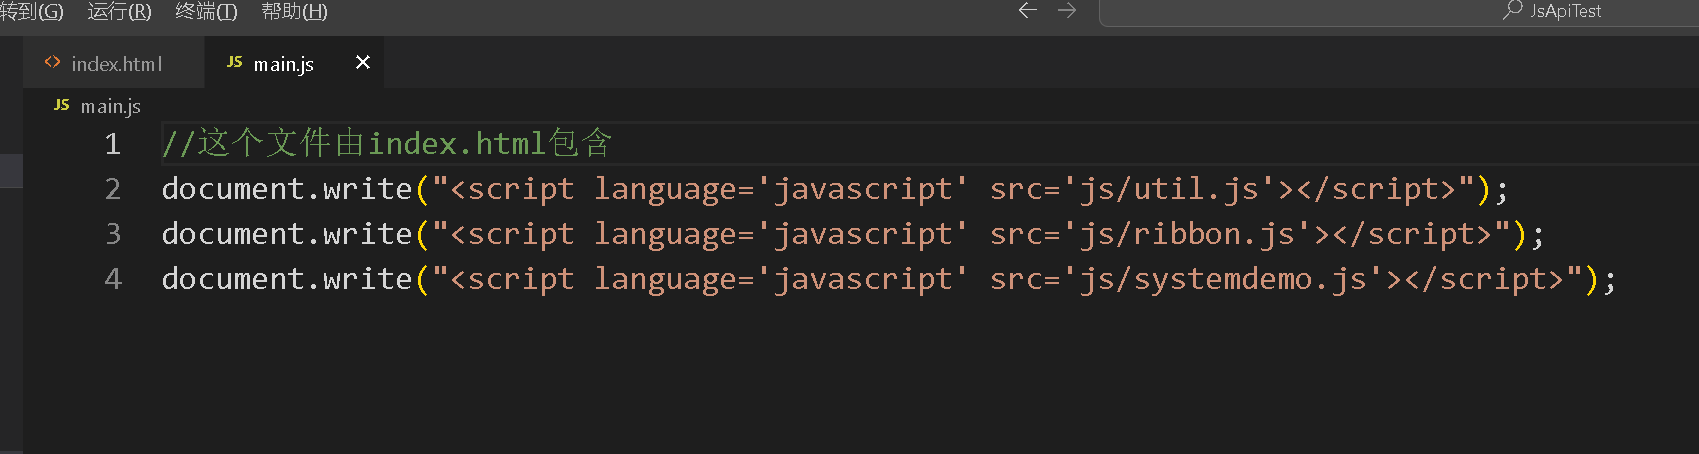 转到(G) 运行(R) 终端(T) 帮助(H) JsApiTest
index.html JS main.js
JS main.js
1 //这个文件由index.html包含
2 document.write("<script language='javascript' src='js/util.js'></script>");
3 document.write("<script language='javascript' src='js/ribbon.js'></script>");
4 document.write("<script language='javascript' src='js/systemdemo.js'></script>");